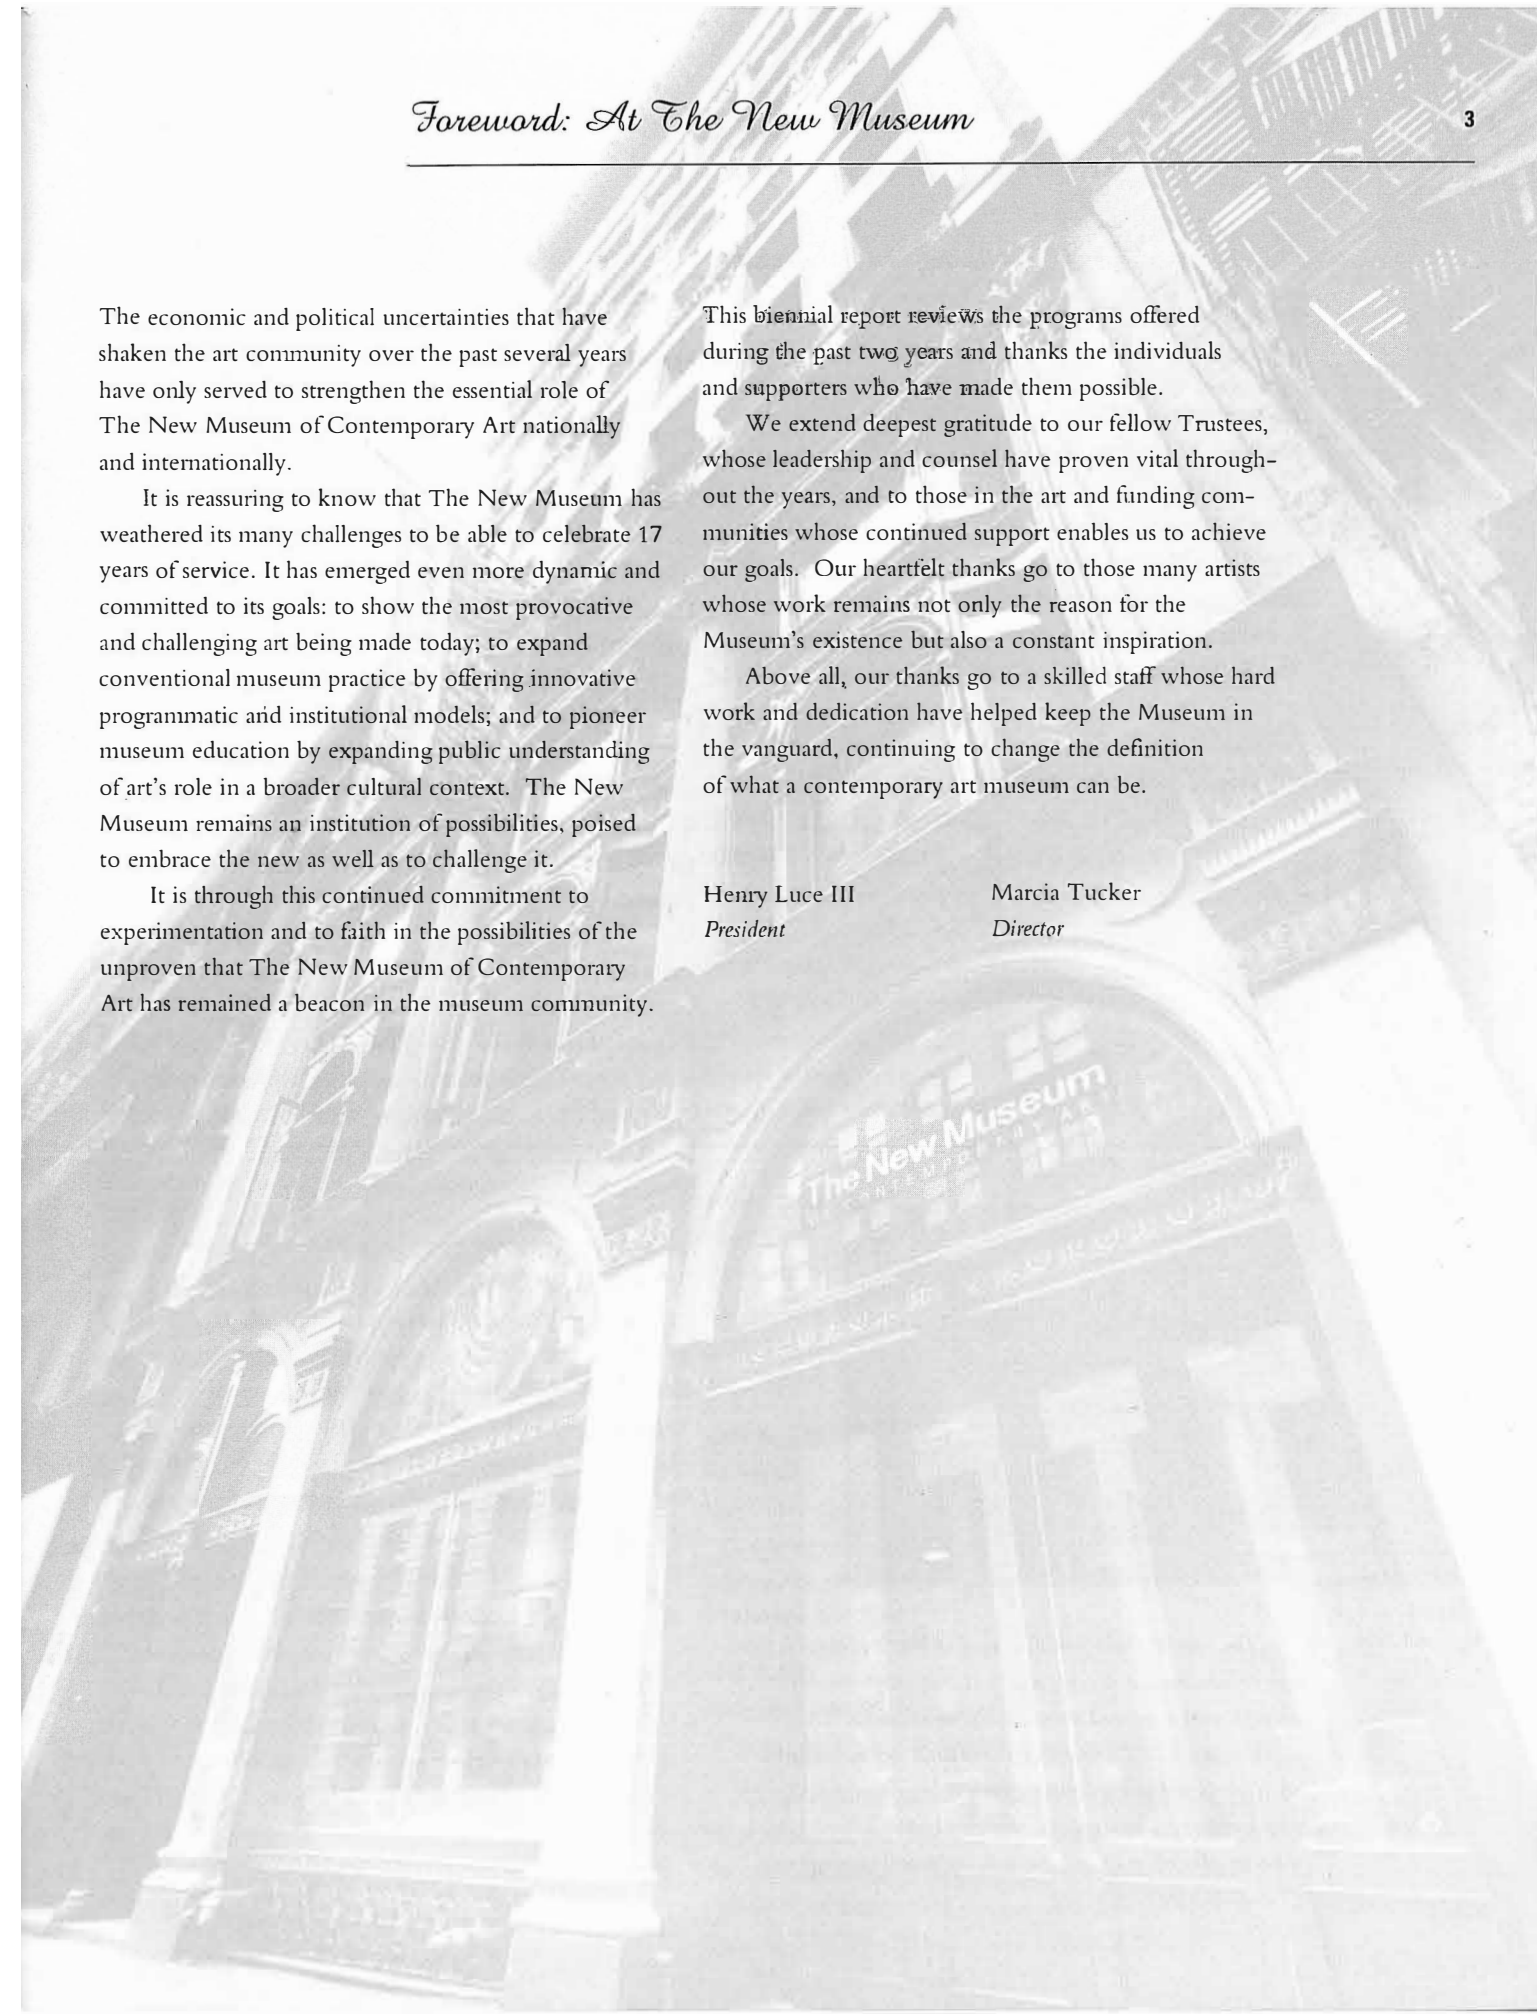 Foreword: At The New Museum
3
The economic and political uncertainties that have
shaken the art community over the past several years
have only served to strengthen the essential role of
The New Museum of Contemporary Art nationally
and internationally.
It is reassuring to know that The New Museum has
weathered its many challenges to be able to celebrate 17
years of service. It has emerged even more dynamic and
committed to its goals: to show the most provocative
and challenging art being made today; to expand
conventional museum practice by offering innovative
programmatic and institutional models; and to pioneer
museum education by expanding public understanding
of art's role in a broader cultural context. The New
Museum remains an institution of possibilities, poised
to embrace the new as well as to challenge it.
It is through this continued commitment to
experimentation and to faith in the possibilities of the
unproven that The New Museum of Contemporary
Art has remained a beacon in the museum community.
This biennial report reviews the programs offered
during the past two years and thanks the individuals
and supporters who have made them possible.
We extend deepest gratitude to our fellow Trustees,
whose leadership and counsel have proven vital through-
out the years, and to those in the art and funding com-
munities whose continued support enables us to achieve
our goals. Our heartfelt thanks go to those many artists
whose work remains not only the reason for the
Museum's existence but also a constant inspiration.
Above all, our thanks go to a skilled staff whose hard
work and dedication have helped keep the Museum in
the vanguard, continuing to change the definition
of what a contemporary art museum can be.
Henry Luce III
President
Marcia Tucker
Director
The New Museum
OF CONTEMPORARY ART